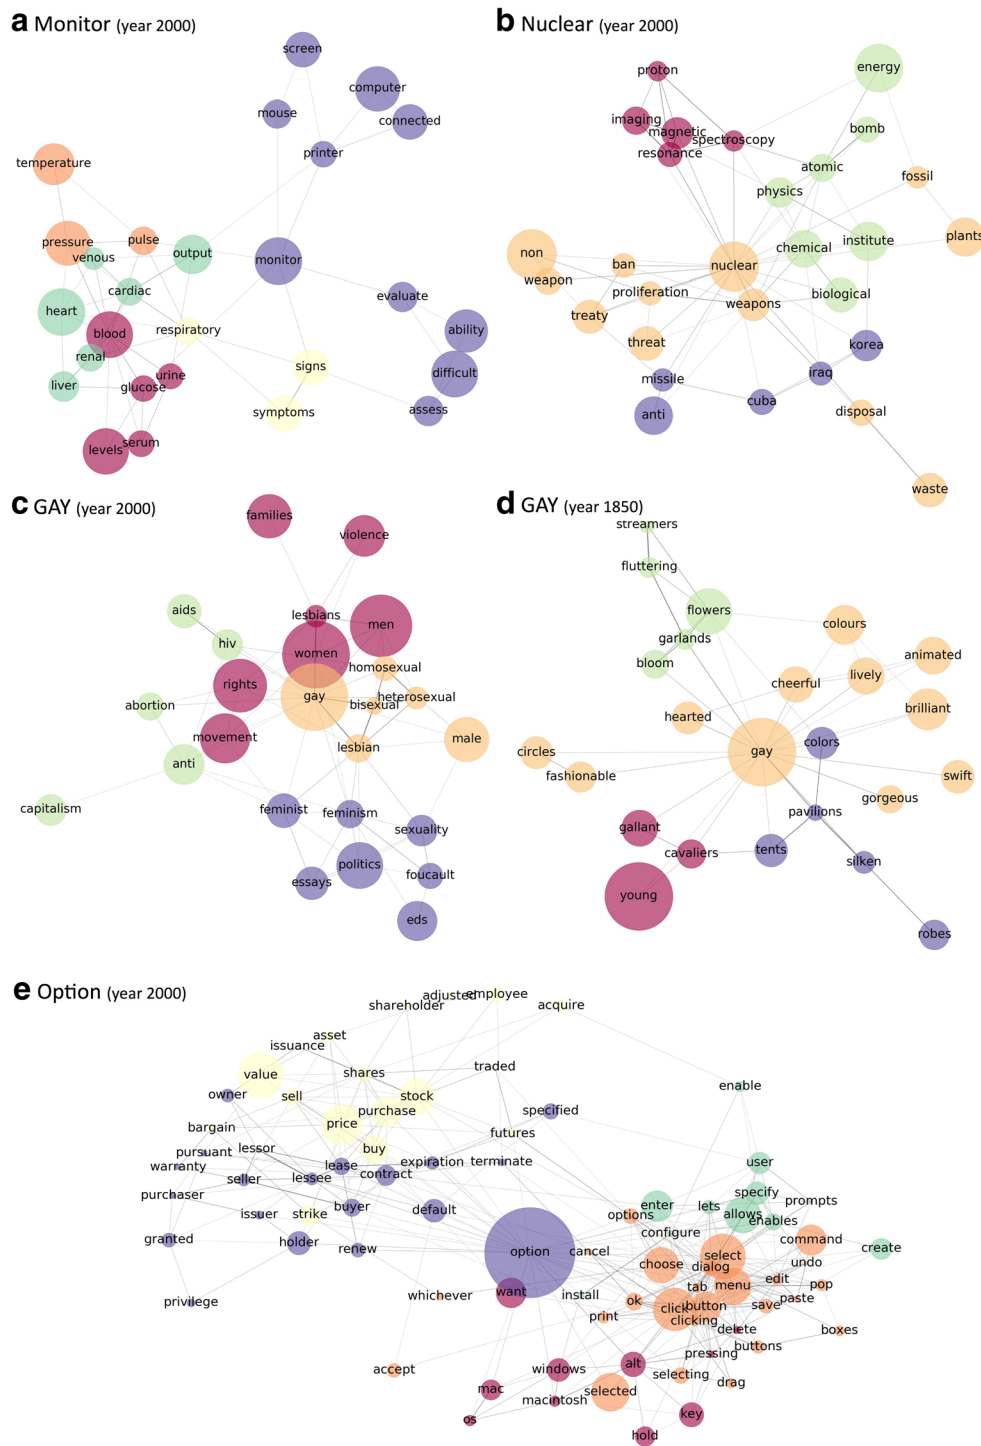 a Monitor (year 2000)
screen
computer
mouse
connected
printer
temperature
pressure
pulse
venous
output
monitor
cardiac
evaluate
heart
blood
respiratory
ability
renal
signs
liver
glucose
urine
difficult
symptoms
assess
levels
serum
b Nuclear (year 2000)
proton
energy
imaging
magnetic
bomb
resonance
spectroscopy
atomic
fossil
physics
plants
non
chemical
institute
ban
nuclear
weapon
proliferation
weapons
biological
treaty
threat
korea
missile
iraq
anti
cuba
disposal
waste
c GAY (year 2000)
families
violence
aids
lesbians
men
hiv
women
homosexual
rights
gay
heterosexual
bisexual
abortion
movement
lesbian
male
anti
capitalism
feminist
feminism
sexuality
politics
essays
foucault
eds
d GAY (year 1850)
streamers
fluttering
flowers
colours
garlands
bloom
animated
cheerful
lively
hearted
brilliant
circles
gay
colors
fashionable
swift
gorgeous
pavilions
gallant
cavaliers
tents
silken
young
robes
e Option (year 2000)
adjusted
employee
shareholder
acquire
asset
issuance
value
shares
traded
owner
sell
stock
enable
purchase
specified
bargain
price
futures
pursuant
lessor
buy
warranty
lease
expiration
terminate
user
seller
lessee
contract
purchaser
specify
prompts
issuer
strike
buyer
default
enter
lets
allows
options
enables
granted
holder
renew
option
cancel
configure
select
command
create
choose
dialog
undo
privilege
whichever
want
install
tab
menu
edit
pop
ok
click
button
save
paste
print
clicking
delete
boxes
buttons
pressing
accept
windows
alt
selecting
drag
mac
macintosh
selected
os
key
hold